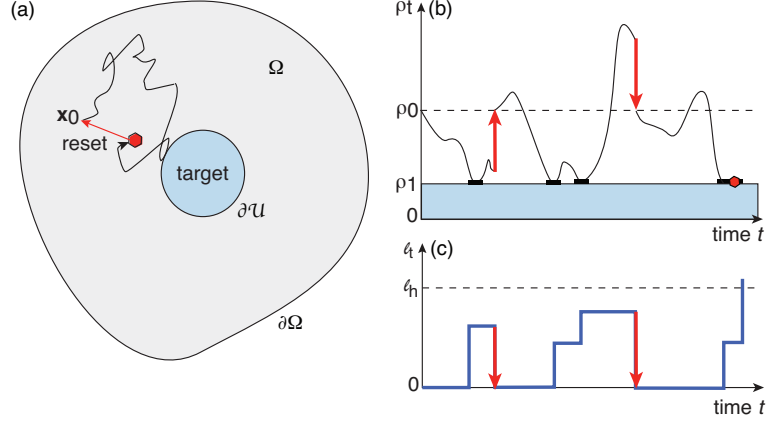 (a)
Ω
x0
reset
target
∂𝒰
∂Ω
(b)
ρt
ρ0
ρ1
0
time t
(c)
ℓt
ℓh
0
time t